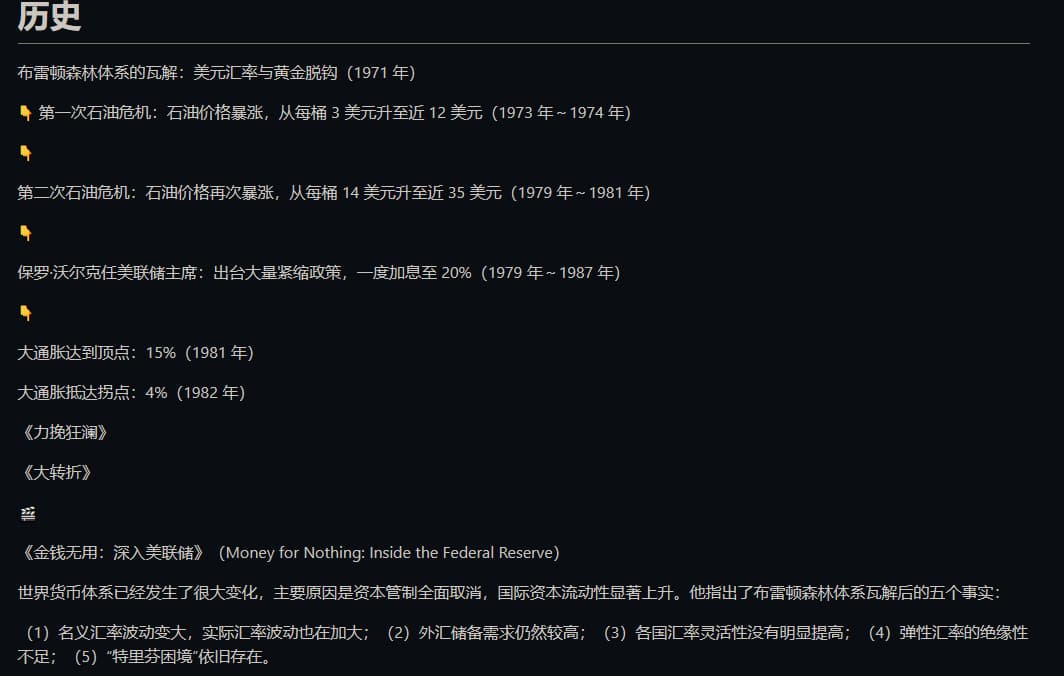 历史
布雷顿森林体系的瓦解：美元汇率与黄金脱钩（1971 年）
👇 第一次石油危机：石油价格暴涨，从每桶 3 美元升至近 12 美元（1973 年～1974 年）
👇
第二次石油危机：石油价格再次暴涨，从每桶 14 美元升至近 35 美元（1979 年～1981 年）
👇
保罗·沃尔克任美联储主席：出台大量紧缩政策，一度加息至 20%（1979 年～1987 年）
👇
大通胀达到顶点：15%（1981 年）
大通胀抵达拐点：4%（1982 年）
《力挽狂澜》
《大转折》
🎬
《金钱无用：深入美联储》（Money for Nothing: Inside the Federal Reserve）
世界货币体系已经发生了很大变化，主要原因是资本管制全面取消，国际资本流动性显著上升。他指出了布雷顿森林体系瓦解后的五个事实：
（1）名义汇率波动变大，实际汇率波动也在加大；（2）外汇储备需求仍然较高；（3）各国汇率灵活性没有明显提高；（4）弹性汇率的绝缘性
不足；（5）“特里芬困境”依旧存在。